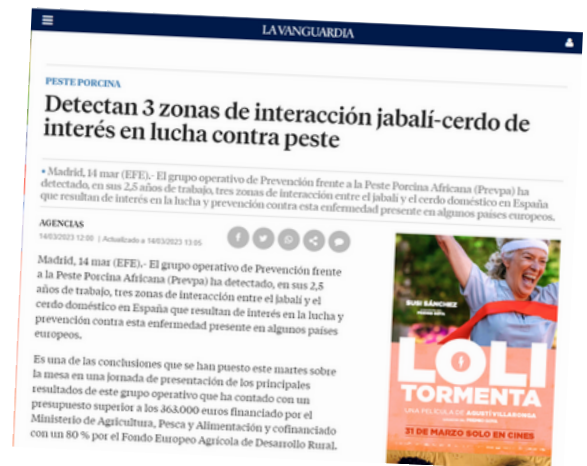 LA VANGUARDIA
PESTE PORCINA
Detectan 3 zonas de interacción jabalí-cerdo de
interés en lucha contra peste
• Madrid, 14 mar (EFE).- El grupo operativo de Prevención frente a la Peste Porcina Africana (Prevpa) ha
detectado, en sus 2,5 años de trabajo, tres zonas de interacción entre el jabalí y el cerdo doméstico en España
que resultan de interés en la lucha y prevención contra esta enfermedad presente en algunos países europeos.
AGENCIAS
14/03/2023 12:00 | Actualizado a 14/03/2023 13:05
Madrid, 14 mar (EFE).- El grupo operativo de Prevención frente
a la Peste Porcina Africana (Prevpa) ha detectado, en sus 2,5
años de trabajo, tres zonas de interacción entre el jabalí y el
cerdo doméstico en España que resultan de interés en la lucha y
prevención contra esta enfermedad presente en algunos países
europeos.
Es una de las conclusiones que se han puesto este martes sobre
la mesa en una jornada de presentación de los principales
resultados de este grupo operativo que ha contado con un
presupuesto superior a los 363.000 euros financiado por el
Ministerio de Agricultura, Pesca y Alimentación y cofinanciado
con un 80 % por el Fondo Europeo Agrícola de Desarrollo Rural.
SUSI SÁNCHEZ
LOLI
TORMENTA
UNA PELÍCULA DE AGUSTÍ VILLARONGA
31 DE MARZO SOLO EN CINES